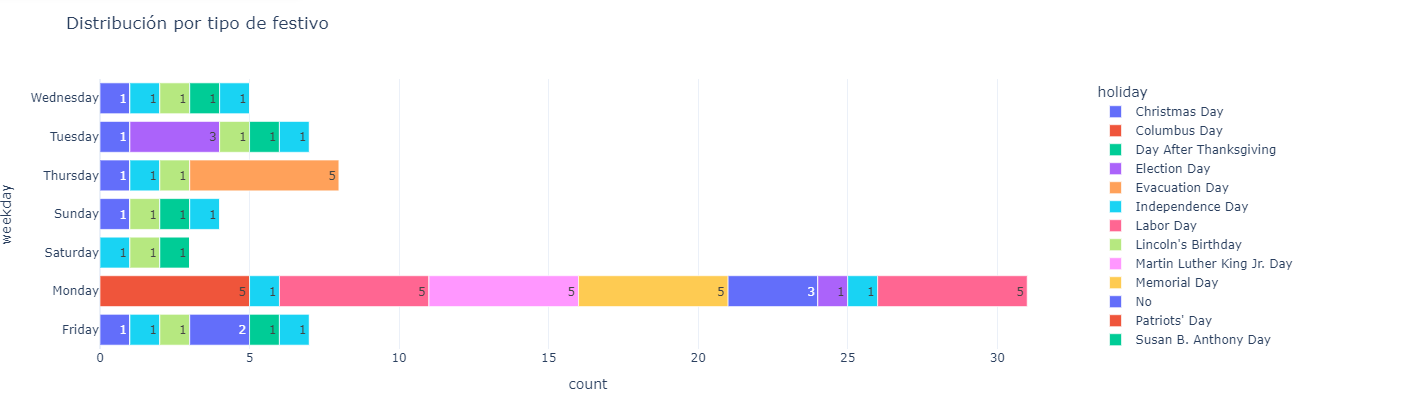 Distribución por tipo de festivo
weekday
Wednesday 1 1 1 1 1
Tuesday 1 3 1 1 1
Thursday 1 1 1 5
Sunday 1 1 1 1
Saturday 1 1 1
Monday 5 1 5 5 5 3 1 1 5
Friday 1 1 1 2 1 1
0 5 10 15 20 25 30
count
holiday
Christmas Day
Columbus Day
Day After Thanksgiving
Election Day
Evacuation Day
Independence Day
Labor Day
Lincoln's Birthday
Martin Luther King Jr. Day
Memorial Day
No
Patriots' Day
Susan B. Anthony Day